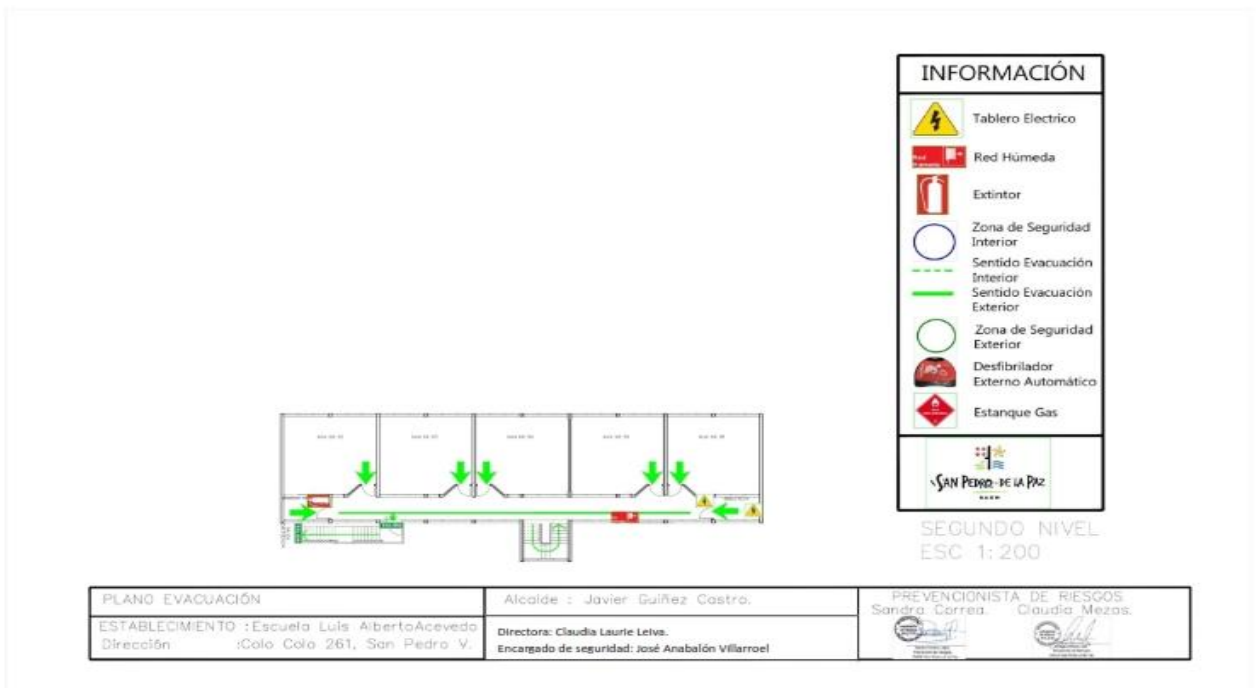 INFORMACIÓN
Tablero Electrico
Red
Red Húmeda
Extintor
Zona de Seguridad
Interior
Sentido Evacuación
Interior
Sentido Evacuación
Exterior
Zona de Seguridad
Exterior
Desfibrilador
Externo Automático
Estanque Gas
SAN PEDRO DE LA PAZ
SEGUNDO NIVEL
ESC 1:200
PLANO EVACUACIÓN
ESTABLECIMIENTO :Escuela Luis AlbertoAcevedo
Dirección :Colo Colo 261, San Pedro V.
Alcalde : Javier Guiñez Castro.
Directora: Claudia Laurie Leiva.
Encargado de seguridad: José Anabalón Villarroel
PREVENCIONISTA DE RIESGOS
Sandra Correa. Claudia Mezas.